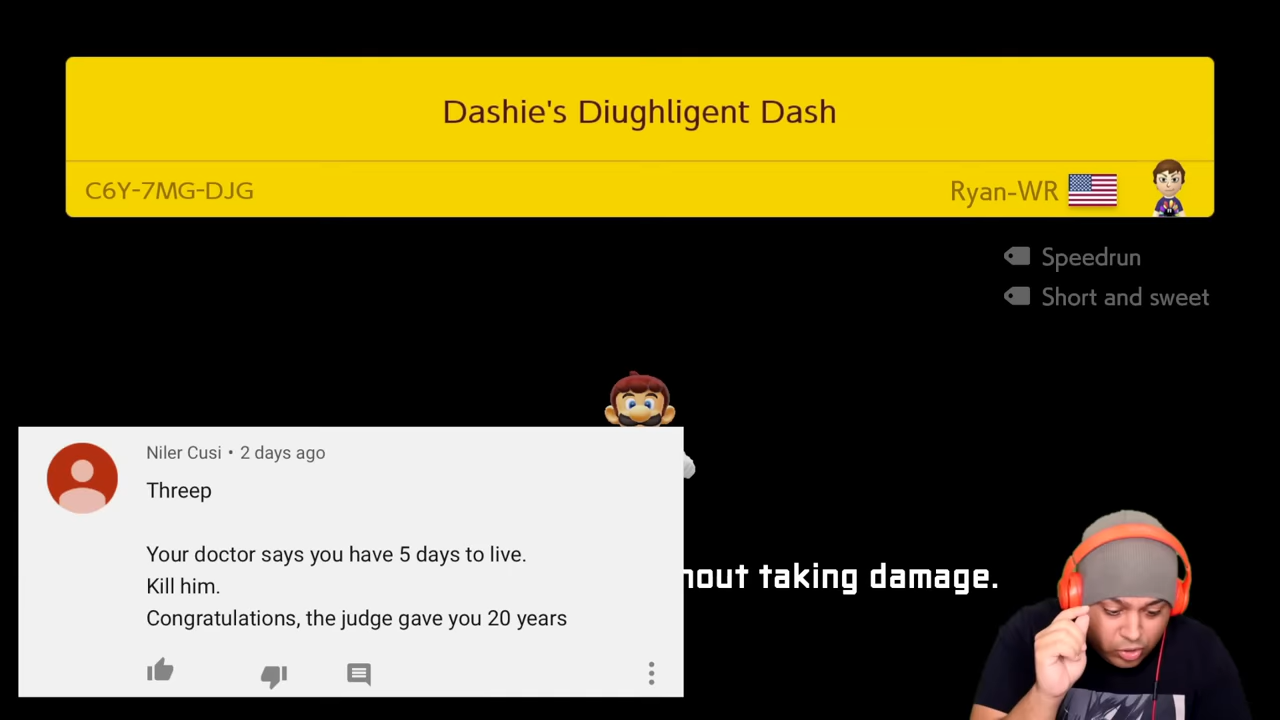 Dashie's Diughligent Dash
C6Y-7MG-DJG
Ryan-WR
Speedrun
Short and sweet
Niler Cusi • 2 days ago
Threep
Your doctor says you have 5 days to live.
Kill him.
Congratulations, the judge gave you 20 years
taking damage.